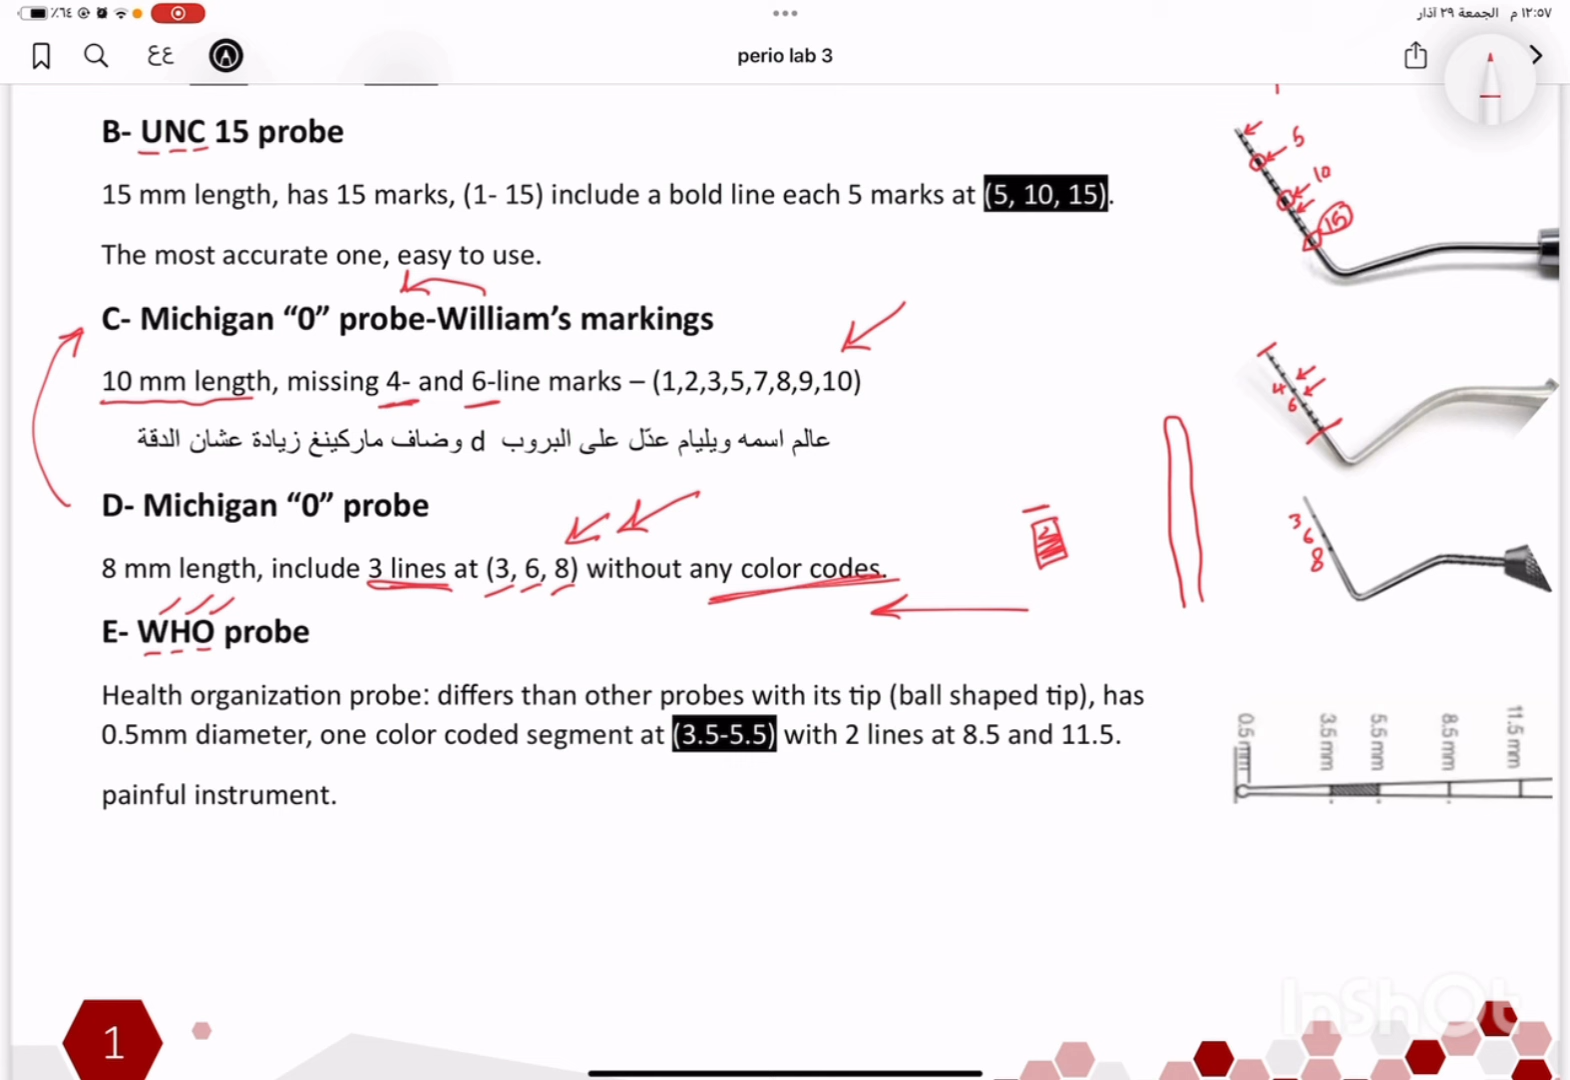 ٪٦٤
١٢:٥٧ م الجمعة ٢٩ آذار
perio lab 3
B- UNC 15 probe
15 mm length, has 15 marks, (1- 15) include a bold line each 5 marks at (5, 10, 15).
The most accurate one, easy to use.
5
10
15
C- Michigan “0” probe-William’s markings
10 mm length, missing 4- and 6-line marks – (1,2,3,5,7,8,9,10)
عالم اسمه ويليام عدّل على البروب d وضاف ماركينغ زيادة عشان الدقة
4
6
D- Michigan “0” probe
8 mm length, include 3 lines at (3, 6, 8) without any color codes.
3
6
8
E- WHO probe
Health organization probe: differs than other probes with its tip (ball shaped tip), has
0.5mm diameter, one color coded segment at (3.5-5.5) with 2 lines at 8.5 and 11.5.
painful instrument.
0.5 mm
3.5 mm
5.5 mm
8.5 mm
11.5 mm
InShOt
1